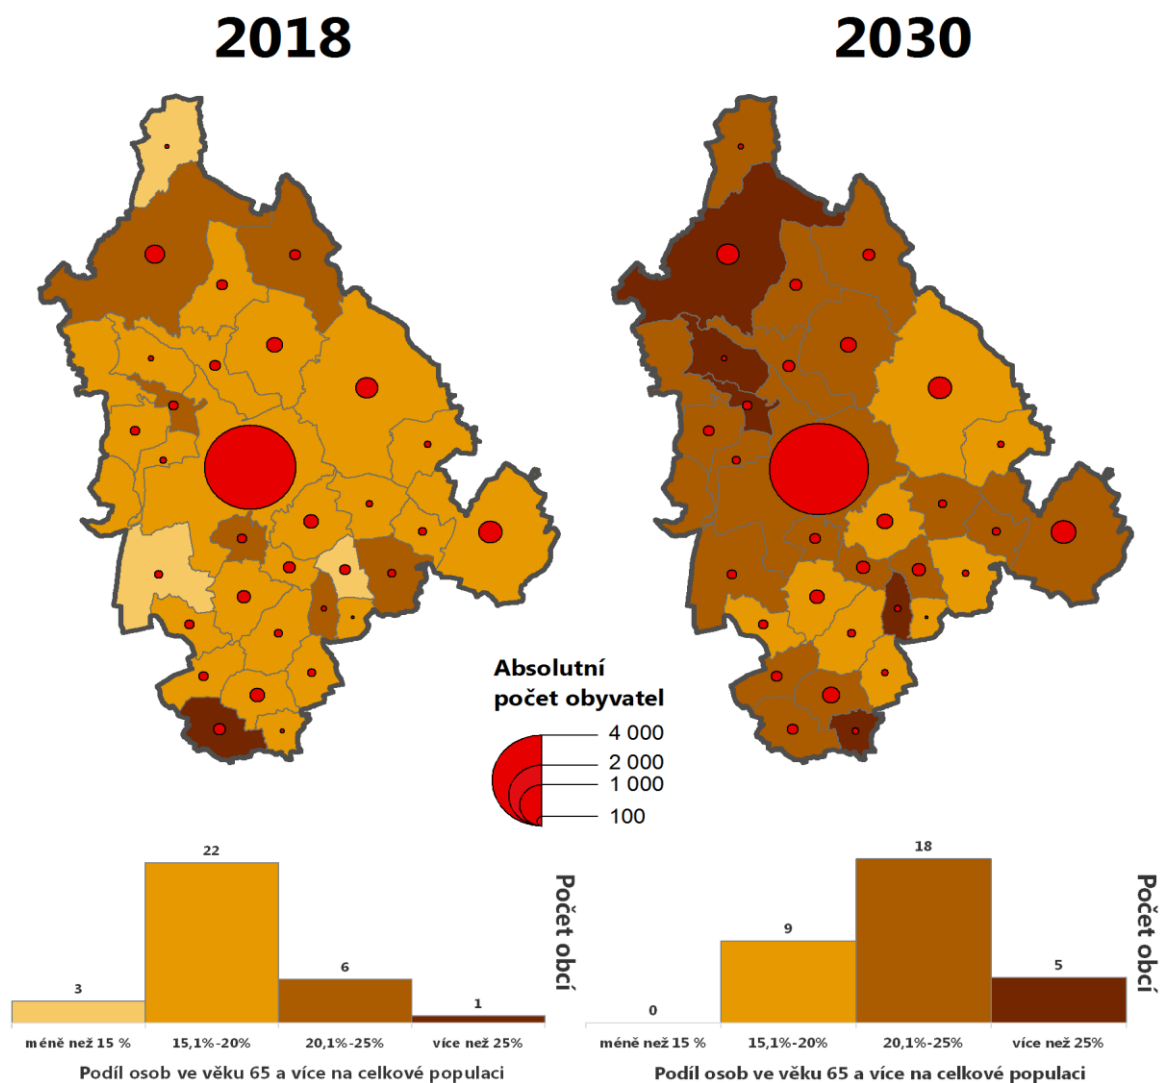 2018
2030
Absolutní
počet obyvatel
4 000
2 000
1 000
100
22
6
3
1
Počet obcí
méně než 15 %
15,1%-20%
20,1%-25%
více než 25%
Podíl osob ve věku 65 a více na celkové populaci
18
9
5
0
Počet obcí
méně než 15 %
15,1%-20%
20,1%-25%
více než 25%
Podíl osob ve věku 65 a více na celkové populaci